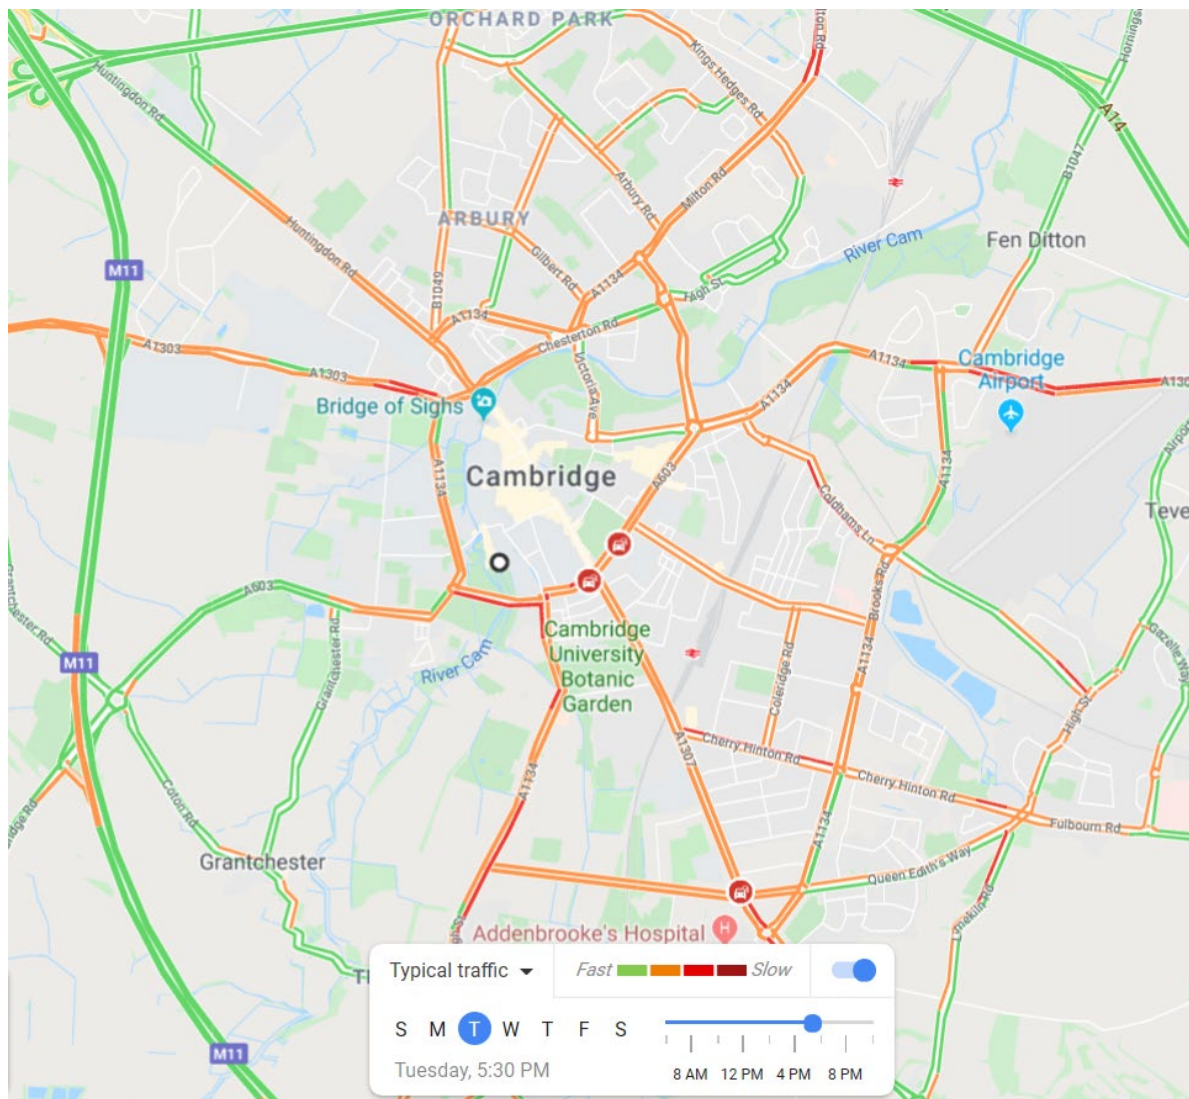 ORCHARD PARK
Kings Hedges Rd
Huntingdon Rd
A14
B1047
Milton Rd
Arbury Rd
ARBURY
River Cam
Fen Ditton
Huntingdon Rd
Gilbert Rd
M11
B1049
A1134
A1134
High St
Chesterton Rd
A1303
A1303
Victoria Ave
A1134
A1134
Cambridge
Airport
Bridge of Sighs
A1134
Cambridge
A603
A1134
Coldhams Ln
A603
Brooks Rd
Grantchester Rd
Grantchester Rd
Cambridge
University
Botanic
Garden
River Cam
A1134
Coleridge Rd
Gazelle Way
M11
High St
Cherry Hinton Rd
A1307
A1134
Cherry Hinton Rd
Coton Rd
Fulbourn Rd
A1134
Grantchester
Queen Edith's Way
Limekiln Rd
Addenbrooke's Hospital
H
Typical traffic
Fast
Slow
S M T W T F S
Tuesday, 5:30 PM
8 AM 12 PM 4 PM 8 PM
M11